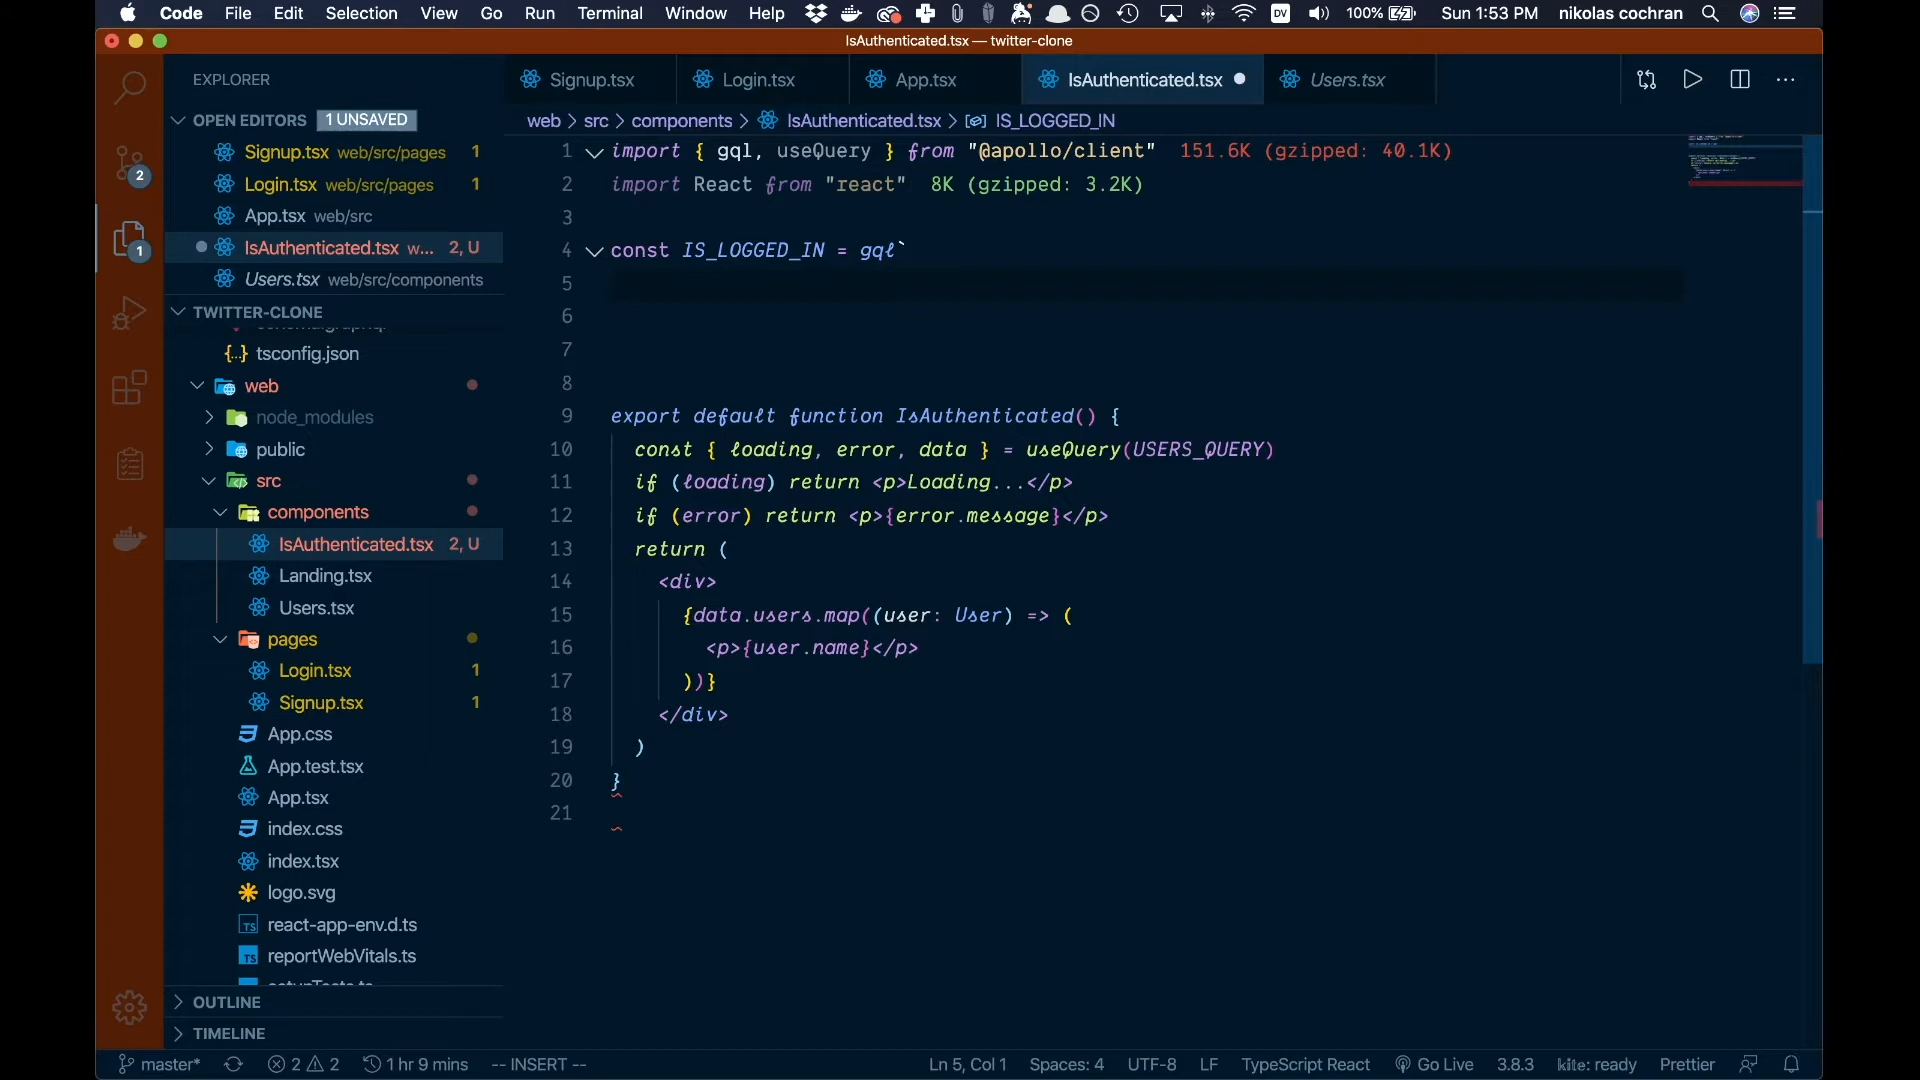 Code File Edit Selection View Go Run Terminal Window Help DV 100% Sun 1:53 PM nikolas cochran
IsAuthenticated.tsx — twitter-clone
EXPLORER
Signup.tsx Login.tsx App.tsx IsAuthenticated.tsx Users.tsx
OPEN EDITORS 1 UNSAVED
web > src > components > IsAuthenticated.tsx > IS_LOGGED_IN
Signup.tsx web/src/pages 1
Login.tsx web/src/pages 1
App.tsx web/src
IsAuthenticated.tsx w... 2, U
Users.tsx web/src/components
2
1
TWITTER-CLONE
{..} tsconfig.json
web
node_modules
public
src
components
IsAuthenticated.tsx 2, U
Landing.tsx
Users.tsx
pages
Login.tsx 1
Signup.tsx 1
App.css
App.test.tsx
App.tsx
index.css
index.tsx
logo.svg
TS react-app-env.d.ts
TS reportWebVitals.ts
OUTLINE
TIMELINE
1 import { gql, useQuery } from "@apollo/client" 151.6K (gzipped: 40.1K)
2 import React from "react" 8K (gzipped: 3.2K)
3
4 const IS_LOGGED_IN = gql`
5
6
7
8
9 export default function IsAuthenticated() {
10 const { loading, error, data } = useQuery(USERS_QUERY)
11 if (loading) return <p>Loading...</p>
12 if (error) return <p>{error.message}</p>
13 return (
14 <div>
15 {data.users.map((user: User) => (
16 <p>{user.name}</p>
17 ))}
18 </div>
19 )
20 }
21
master* 2 2 1 hr 9 mins -- INSERT -- Ln 5, Col 1 Spaces: 4 UTF-8 LF TypeScript React Go Live 3.8.3 kite: ready Prettier